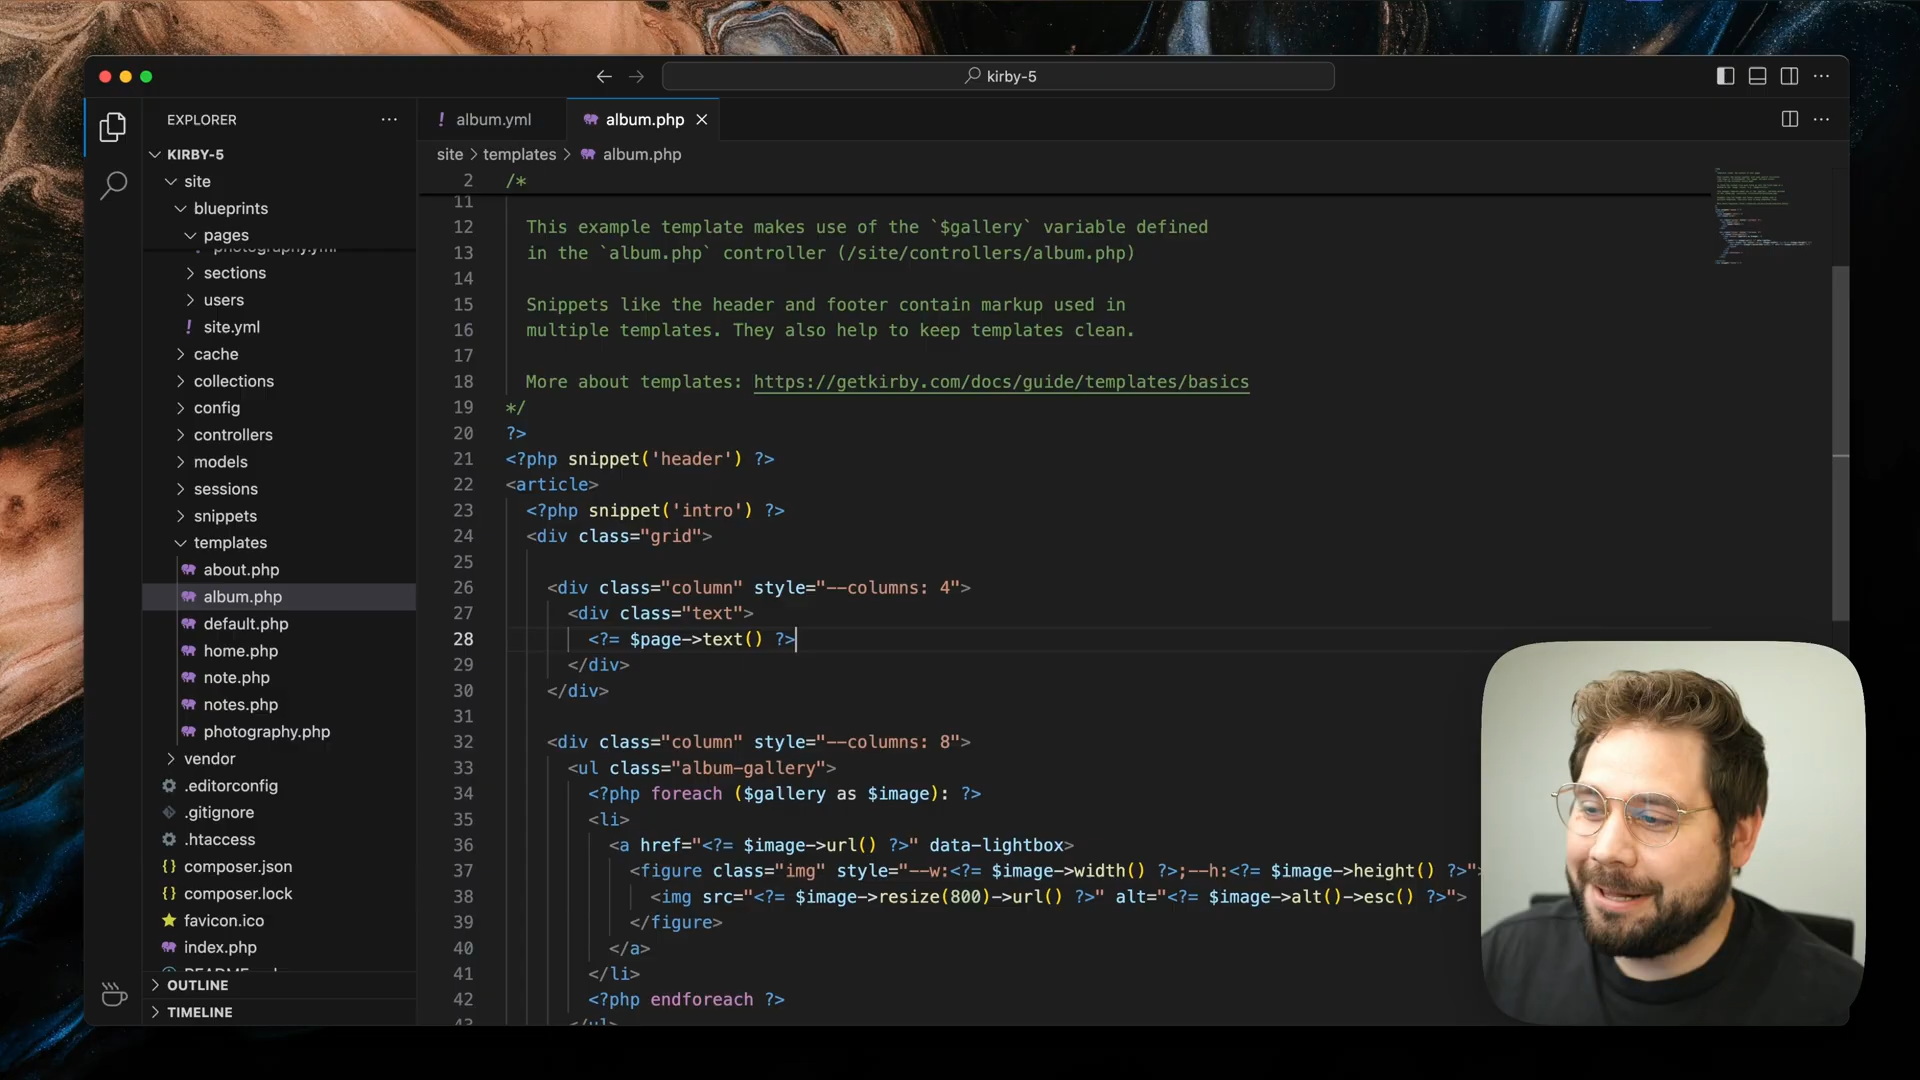 kirby-5
EXPLORER
KIRBY-5
site
blueprints
pages
photography.yml
sections
users
site.yml
cache
collections
config
controllers
models
sessions
snippets
templates
about.php
album.php
default.php
home.php
note.php
notes.php
photography.php
vendor
.editorconfig
.gitignore
.htaccess
composer.json
composer.lock
favicon.ico
index.php
OUTLINE
TIMELINE
! album.yml
album.php
site > templates > album.php
2 /*
11
12 This example template makes use of the `$gallery` variable defined
13 in the `album.php` controller (/site/controllers/album.php)
14
15 Snippets like the header and footer contain markup used in
16 multiple templates. They also help to keep templates clean.
17
18 More about templates: https://getkirby.com/docs/guide/templates/basics
19 */
20 ?>
21 <?php snippet('header') ?>
22 <article>
23 <?php snippet('intro') ?>
24 <div class="grid">
25
26 <div class="column" style="--columns: 4">
27 <div class="text">
28 <?= $page->text() ?>
29 </div>
30 </div>
31
32 <div class="column" style="--columns: 8">
33 <ul class="album-gallery">
34 <?php foreach ($gallery as $image): ?>
35 <li>
36 <a href="<?= $image->url() ?>" data-lightbox>
37 <figure class="img" style="--w:<?= $image->width() ?>;--h:<?= $image->height() ?>">
38 <img src="<?= $image->resize(800)->url() ?>" alt="<?= $image->alt()->esc() ?>">
39 </figure>
40 </a>
41 </li>
42 <?php endforeach ?>
43 </ul>